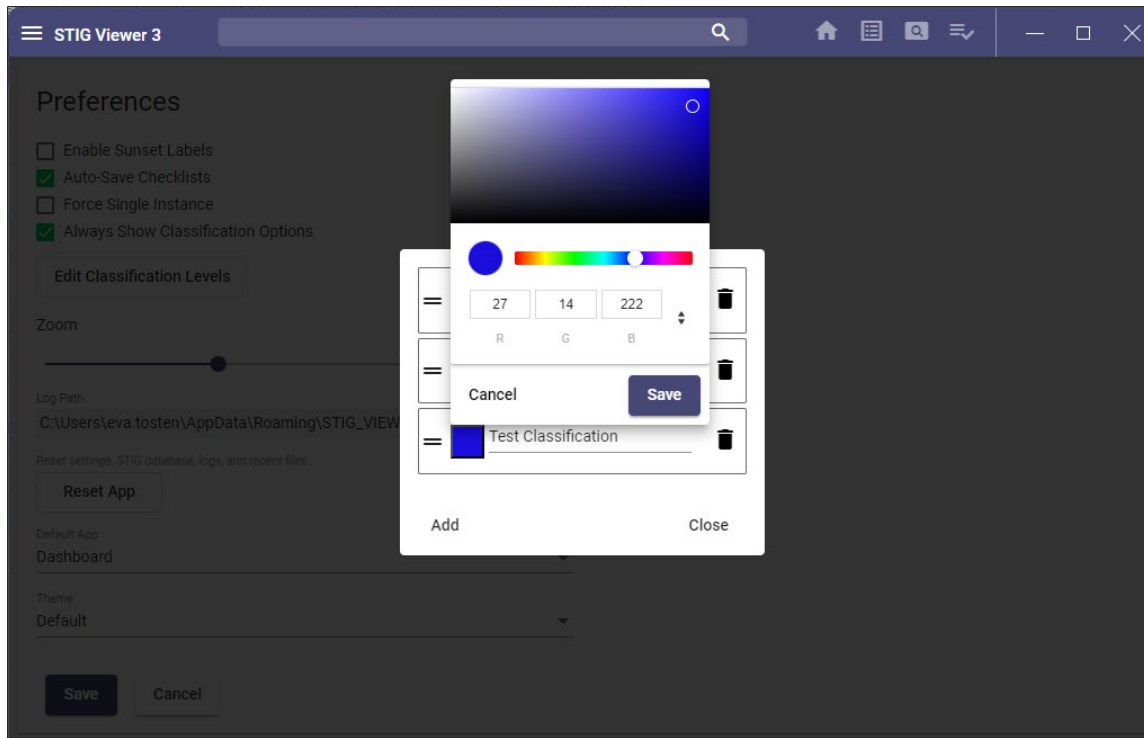 STIG Viewer 3
Preferences
Enable Sunset Labels
Auto-Save Checklists
Force Single Instance
Always Show Classification Options
Edit Classification Levels
Zoom
Log Path
C:\Users\eva.tosten\AppData\Roaming\STIG_VIEW
Reset settings, STIG database, logs, and recent files
Reset App
Default App
Dashboard
Theme
Default
Save Cancel
27 14 222
R G B
Cancel Save
Test Classification
Add Close